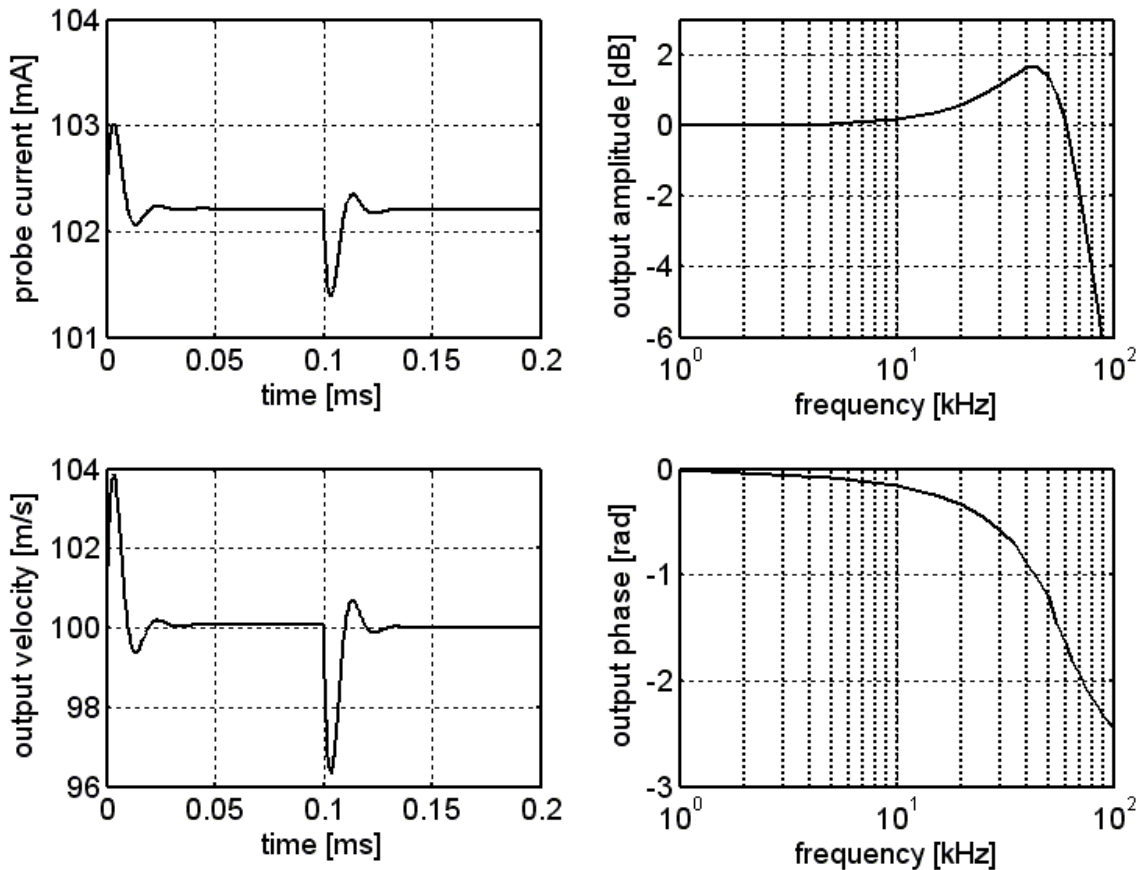 probe current [mA]
104
103
102
101
0 0.05 0.1 0.15 0.2
time [ms]
output amplitude [dB]
2
0
-2
-4
-6
10^0 10^1 10^2
frequency [kHz]
output velocity [m/s]
104
102
100
98
96
0 0.05 0.1 0.15 0.2
time [ms]
output phase [rad]
0
-1
-2
-3
10^0 10^1 10^2
frequency [kHz]